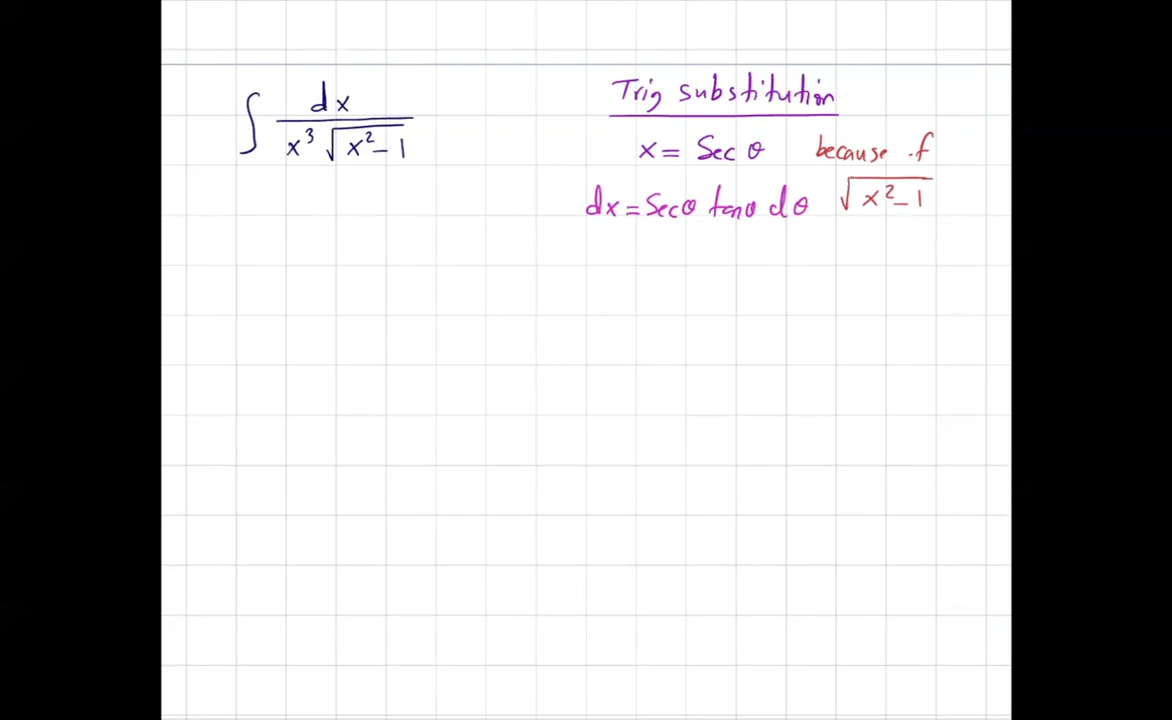 ∫ dx / (x³ √(x²-1))
Trig substitution
x = Sec θ because of
dx = Secθ tanθ dθ √(x²-1)